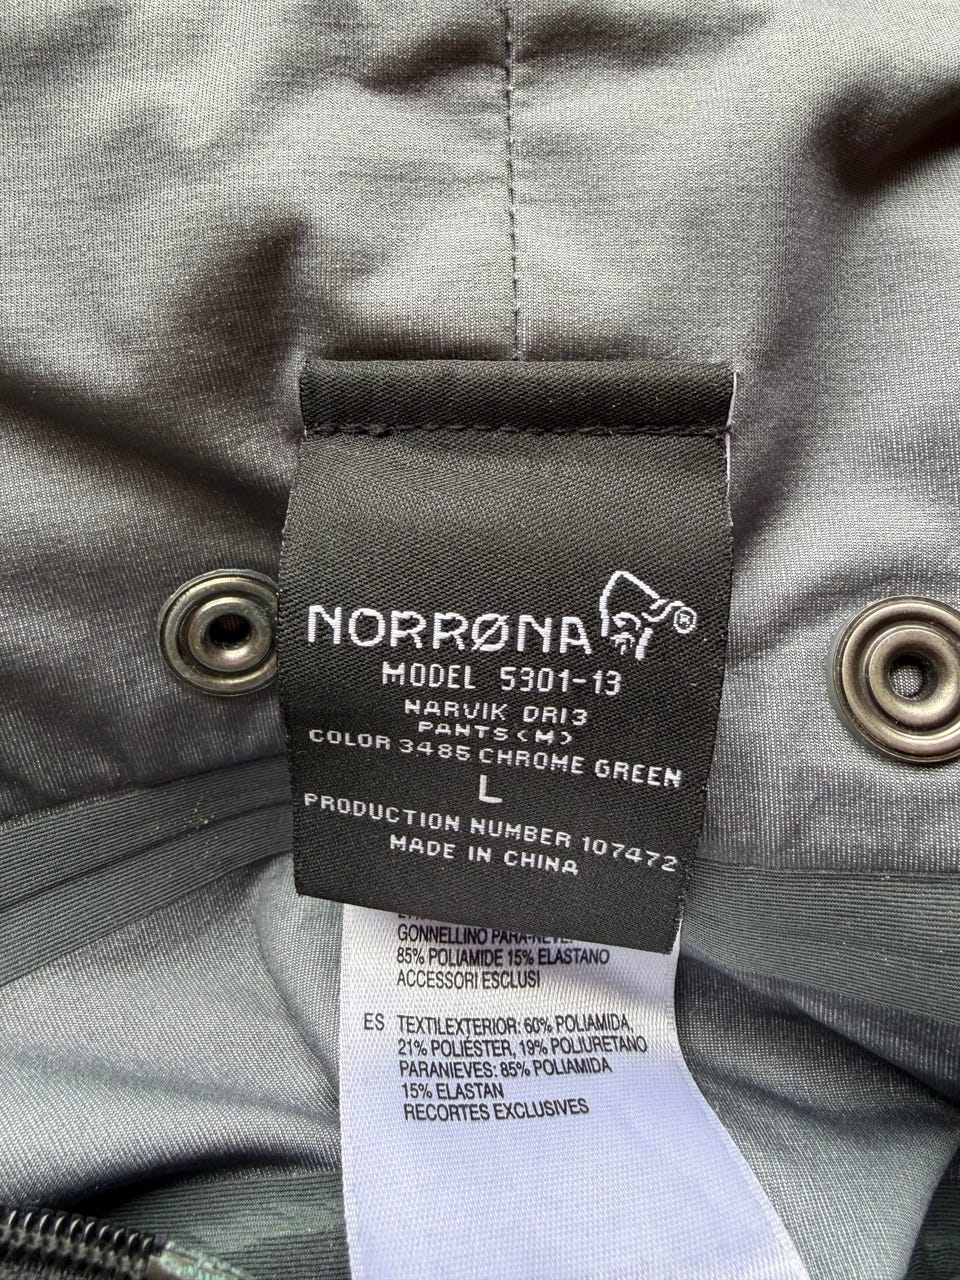 NORRØNA ®
MODEL 5301-13
NARVIK DRI3
PANTS(M)
COLOR 3485 CHROME GREEN
L
PRODUCTION NUMBER 107472
MADE IN CHINA
GONNELLINO
85% POLIAMIDE 15% ELASTANO
ACCESSORI ESCLUSI
ES TEXTILEXTERIOR: 60% POLIAMIDA,
21% POLIÉSTER, 19% POLIURETANO
PARANIEVES: 85% POLIAMIDA
15% ELASTAN
RECORTES EXCLUSIVES